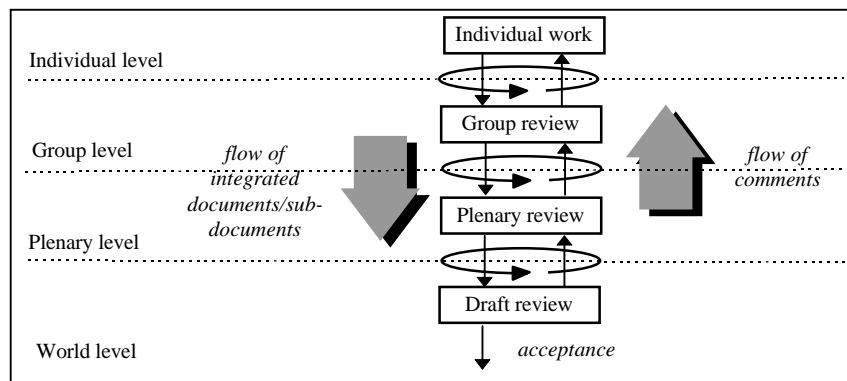 Individual work
Individual level
Group review
Group level
flow of
integrated
documents/sub-
documents
flow of
comments
Plenary review
Plenary level
Draft review
World level
acceptance